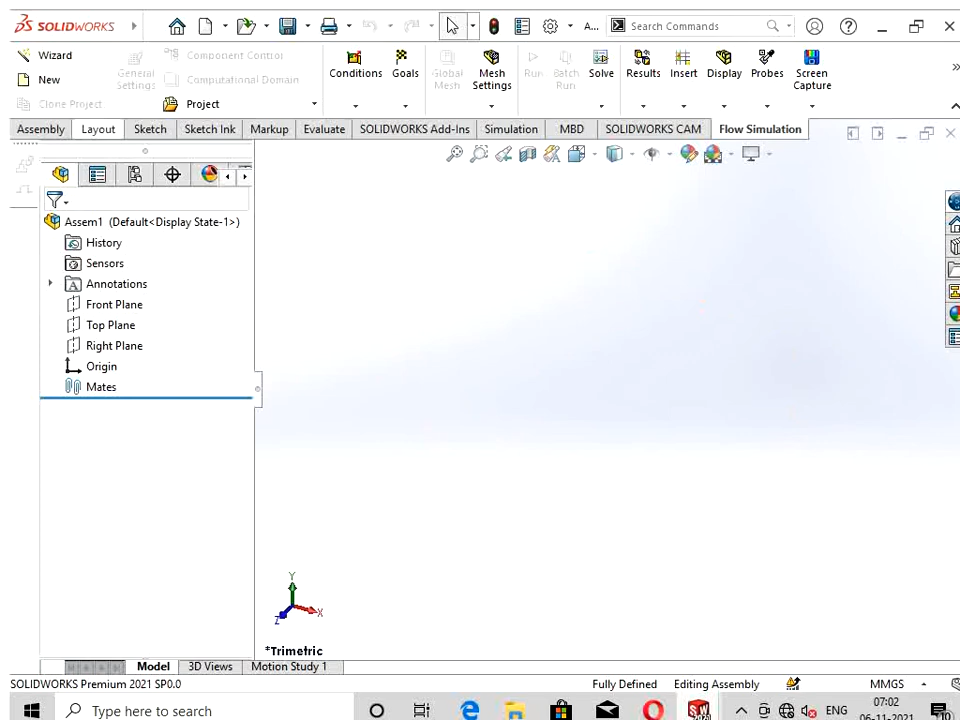 SOLIDWORKS
A...
Search Commands
Wizard
New
Clone Project
General Settings
Component Control
Computational Domain
Project
Conditions
Goals
Global Mesh
Mesh Settings
Run
Batch Run
Solve
Results
Insert
Display
Probes
Screen Capture
Assembly
Layout
Sketch
Sketch Ink
Markup
Evaluate
SOLIDWORKS Add-Ins
Simulation
MBD
SOLIDWORKS CAM
Flow Simulation
Assem1 (Default<Display State-1>)
History
Sensors
Annotations
Front Plane
Top Plane
Right Plane
Origin
Mates
Y
X
Z
*Trimetric
Model
3D Views
Motion Study 1
SOLIDWORKS Premium 2021 SP0.0
Fully Defined
Editing Assembly
MMGS
Type here to search
ENG
07:02
06-11-2021